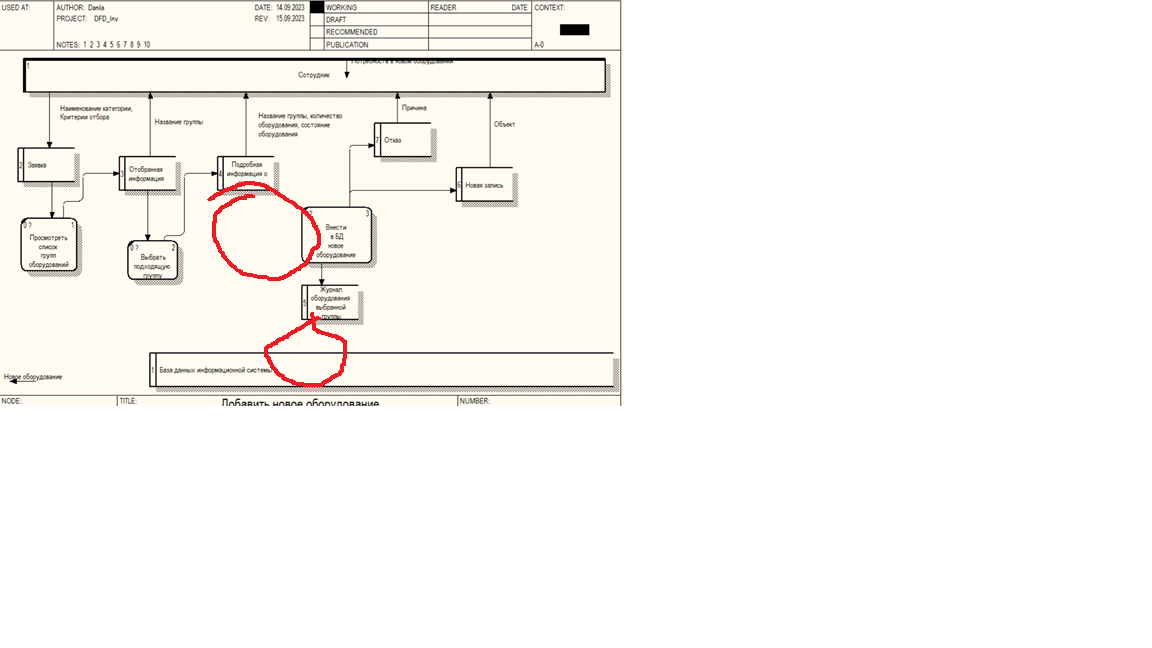 USED AT:
AUTHOR: Danila
DATE: 14.09.2023
WORKING
READER
DATE
CONTEXT:
PROJECT: DFD_Inv
REV: 15.09.2023
DRAFT
RECOMMENDED
NOTES: 1 2 3 4 5 6 7 8 9 10
PUBLICATION
A-0
1
Потребность в новом оборудовании
Сотрудник
Наименование категории,
Критерии отбора
Название группы
Название группы, количество
оборудования, состояние
оборудования
Причина
Объект
2
Заявка
3
Отобранная
информация
4
Подробная
информация о
7
Отказ
6
Новая запись
0 ?
1
Просмотреть
список
групп
оборудований
0 ?
2
Выбрать
подходящую
группу
?
3
Внести
в БД
новое
оборудование
5
Журнал
оборудования
выбранной
группы
1
База данных информационной системы
Новое оборудование
NODE:
TITLE:
Добавить новое оборудование
NUMBER: